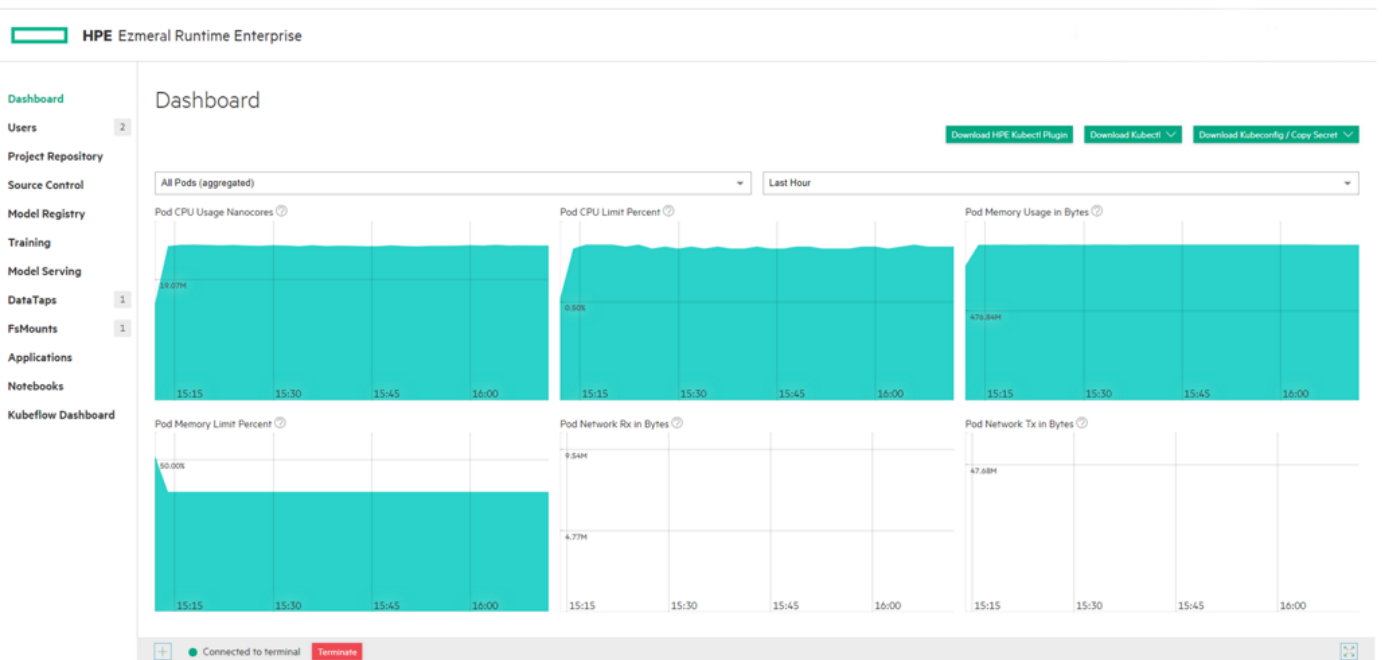 HPE Ezmeral Runtime Enterprise
Dashboard
Users 2
Project Repository
Source Control
Model Registry
Training
Model Serving
DataTaps 1
FsMounts 1
Applications
Notebooks
Kubeflow Dashboard
Dashboard
Download HPE Kubectl Plugin Download Kubectl Download Kubeconfig / Copy Secret
All Pods (aggregated) Last Hour
Pod CPU Usage Nanocores ?
19.07M
15:15 15:30 15:45 16:00
Pod CPU Limit Percent ?
0.50%
15:15 15:30 15:45 16:00
Pod Memory Usage in Bytes ?
476.84M
15:15 15:30 15:45 16:00
Pod Memory Limit Percent ?
50.00%
15:15 15:30 15:45 16:00
Pod Network Rx in Bytes ?
9.54M
4.77M
15:15 15:30 15:45 16:00
Pod Network Tx in Bytes ?
47.68M
15:15 15:30 15:45 16:00
Connected to terminal Terminate